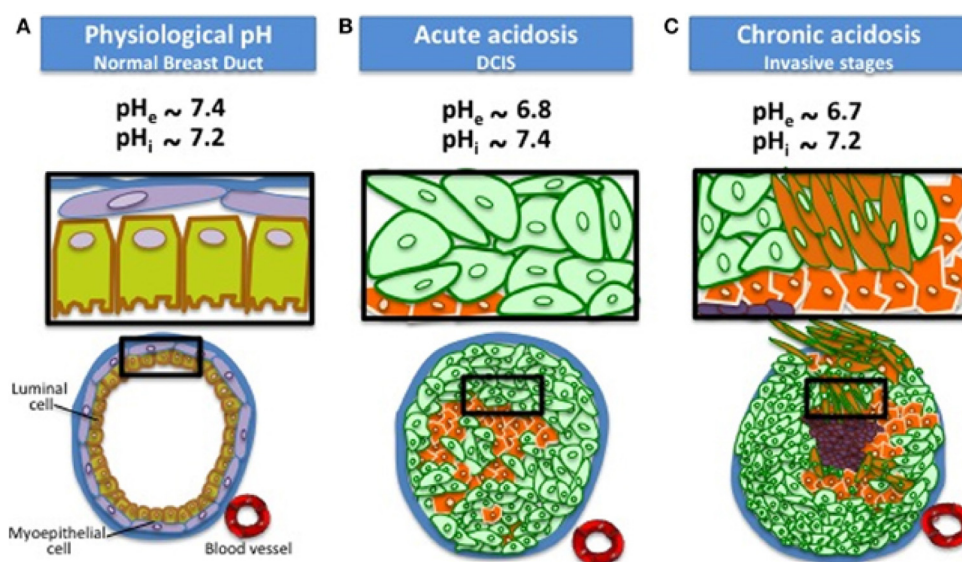 A
Physiological pH
Normal Breast Duct
pHe ~ 7.4
pHi ~ 7.2
Luminal
cell
Myoepithelial
cell
Blood vessel
B
Acute acidosis
DCIS
pHe ~ 6.8
pHi ~ 7.4
C
Chronic acidosis
Invasive stages
pHe ~ 6.7
pHi ~ 7.2